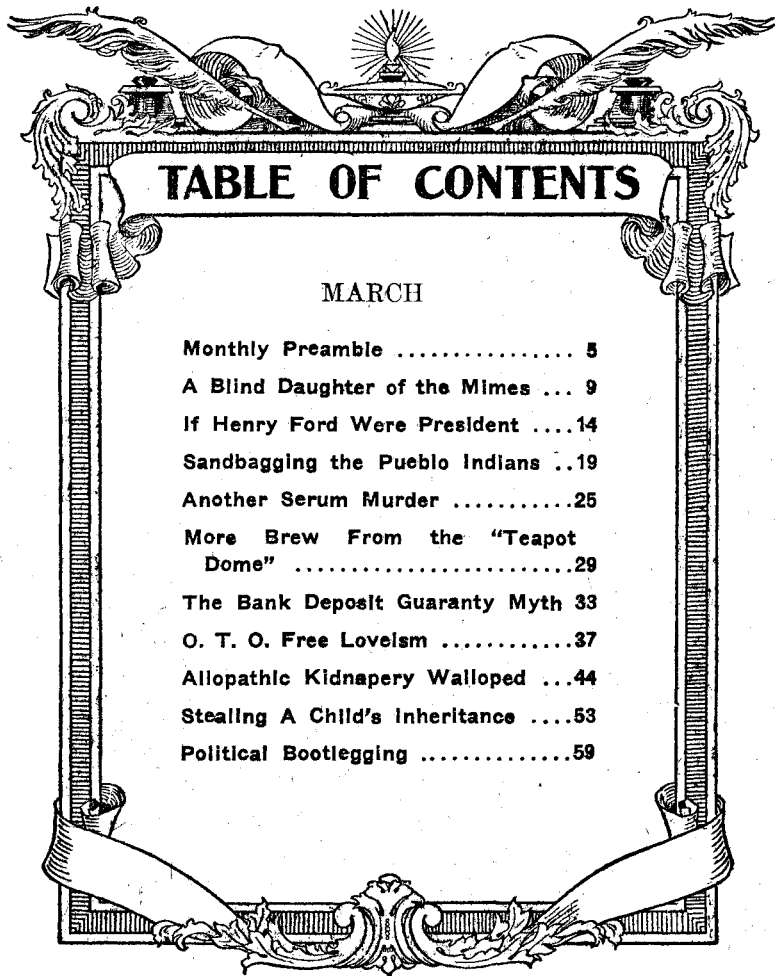 TABLE OF CONTENTS
MARCH
Monthly Preamble ................ 5
A Blind Daughter of the Mimes ... 9
If Henry Ford Were President ....14
Sandbagging the Pueblo Indians ..19
Another Serum Murder ...........25
More Brew From the "Teapot
Dome" .........................29
The Bank Deposit Guaranty Myth 33
O. T. O. Free Loveism ............37
Allopathic Kidnapery Walloped ...44
Stealing A Child's Inheritance ....53
Political Bootlegging ..............59